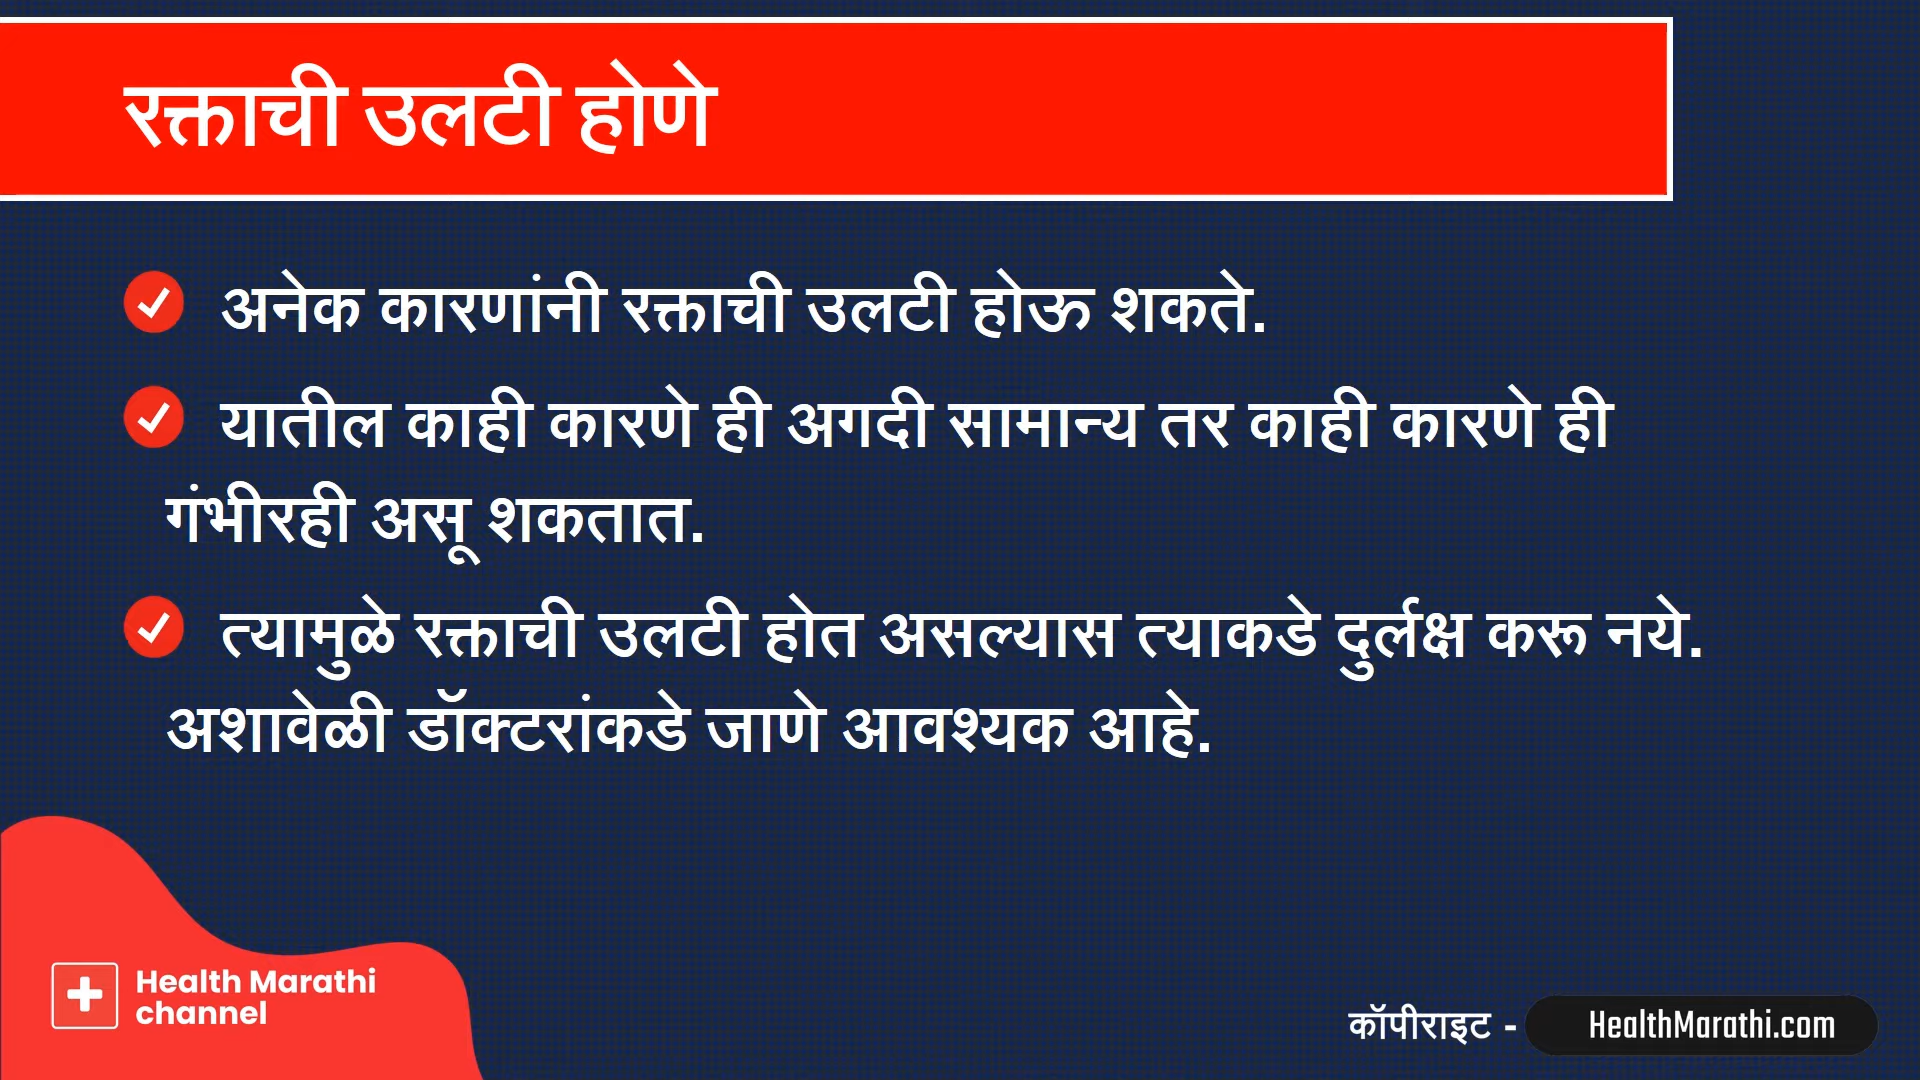 रक्ताची उलटी होणे
अनेक कारणांनी रक्ताची उलटी होऊ शकते.
यातील काही कारणे ही अगदी सामान्य तर काही कारणे ही
गंभीरही असू शकतात.
त्यामुळे रक्ताची उलटी होत असल्यास त्याकडे दुर्लक्ष करू नये.
अशावेळी डॉक्टरांकडे जाणे आवश्यक आहे.
Health Marathi
channel
कॉपीराइट - HealthMarathi.com